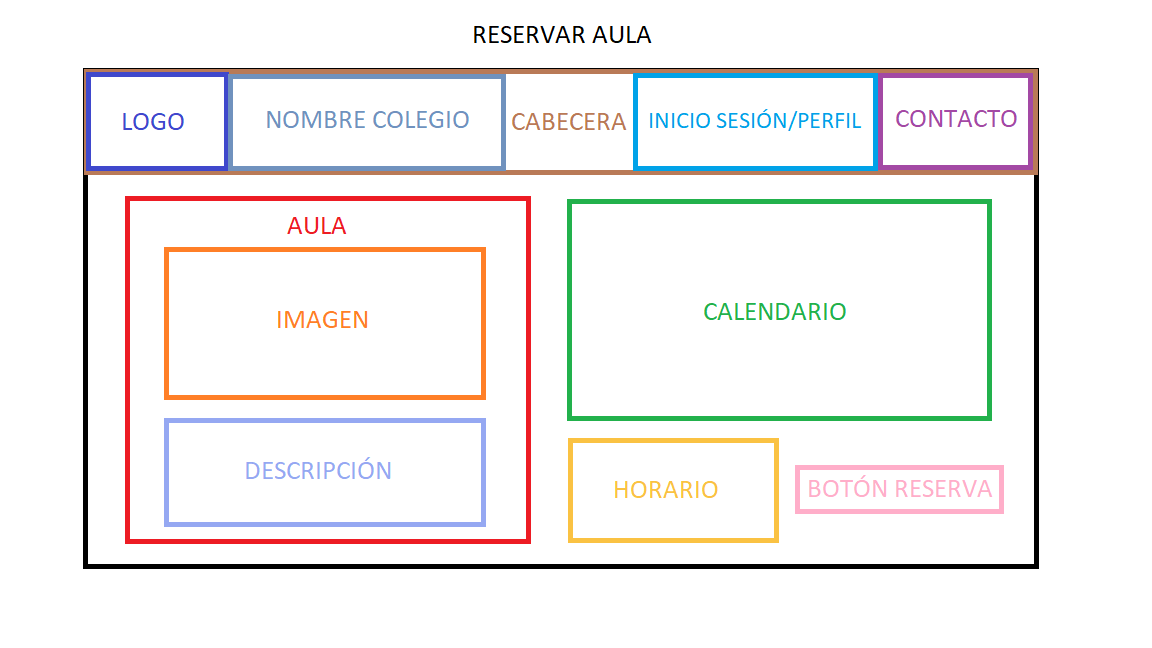 RESERVAR AULA
LOGO
NOMBRE COLEGIO
CABECERA
INICIO SESIÓN/PERFIL
CONTACTO
AULA
IMAGEN
DESCRIPCIÓN
CALENDARIO
HORARIO
BOTÓN RESERVA